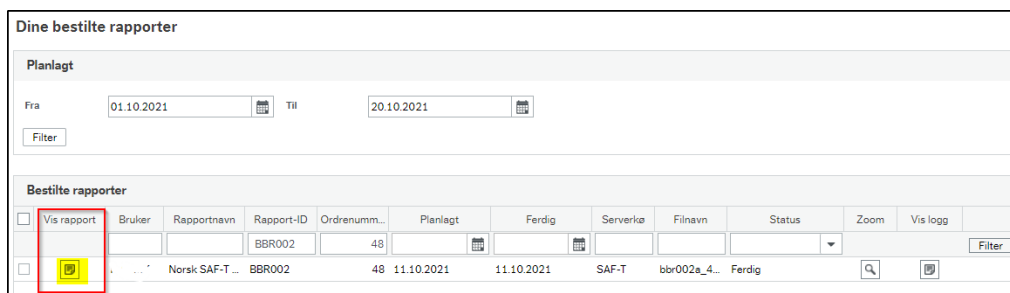 Dine bestilte rapporter
Planlagt
Fra 01.10.2021 Til 20.10.2021
Filter
Bestilte rapporter
Vis rapport Bruker Rapportnavn Rapport-ID Ordrenumm... Planlagt Ferdig Serverkø Filnavn Status Zoom Vis logg
BBR002 48 Filter
Norsk SAF-T ... BBR002 48 11.10.2021 11.10.2021 SAF-T bbr002a_4... Ferdig